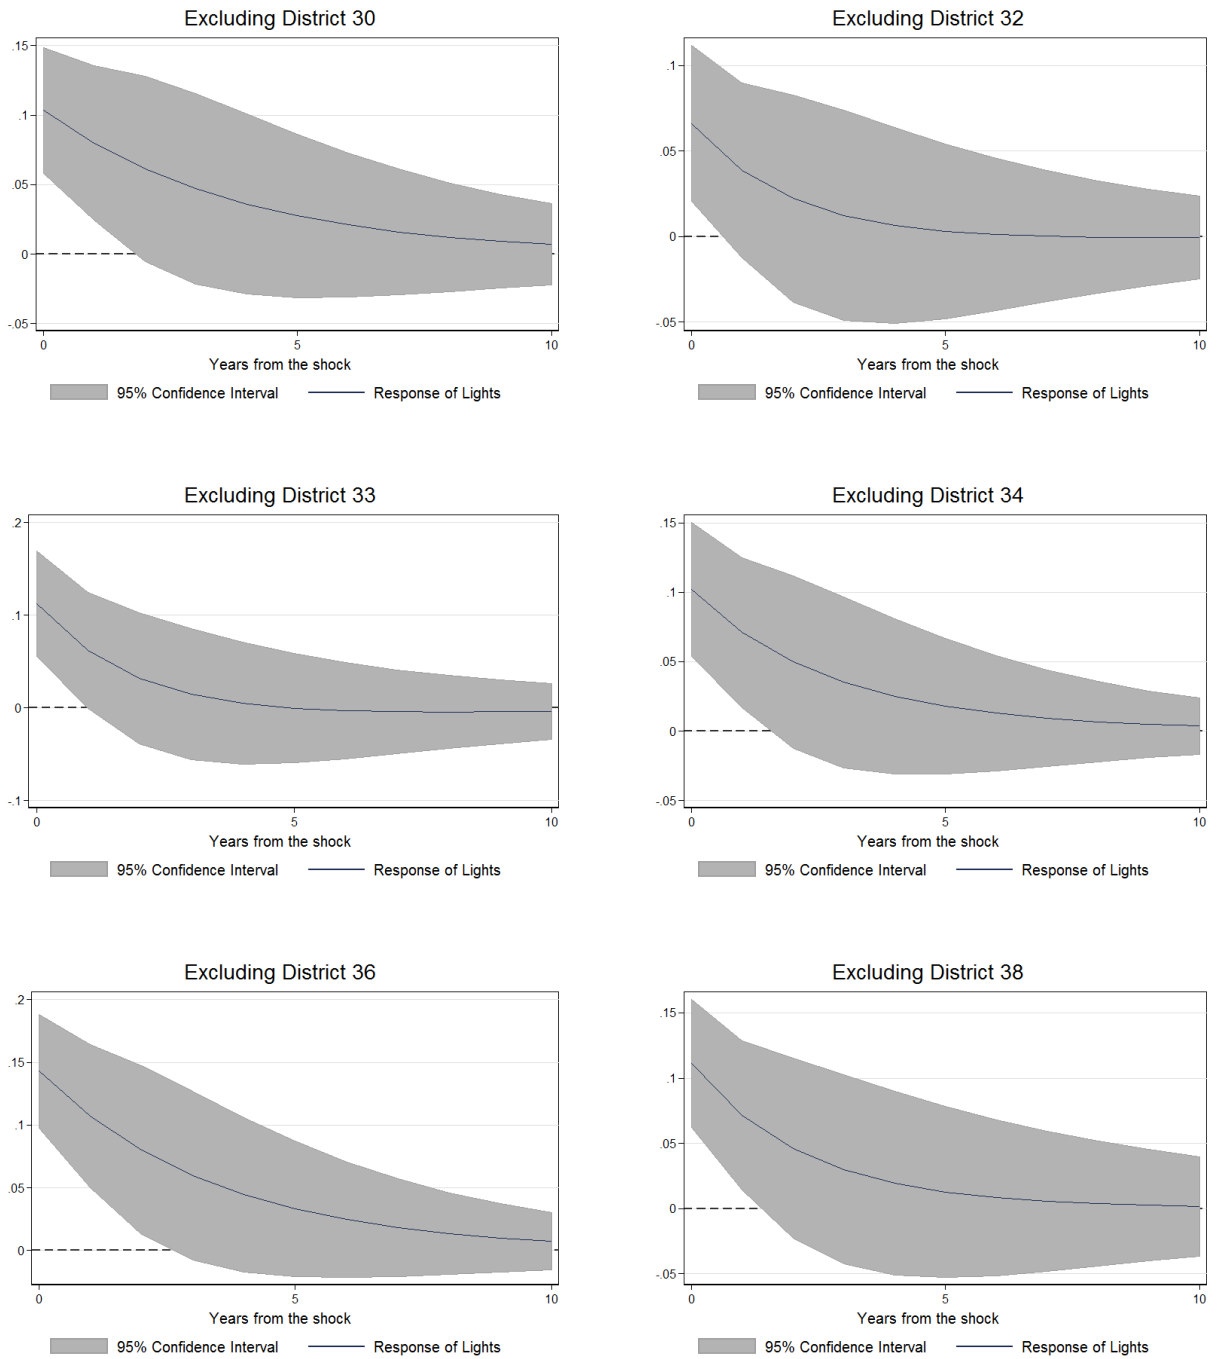 Excluding District 30
.15
.1
.05
0
-.05
0 5 10
Years from the shock
95% Confidence Interval Response of Lights
Excluding District 32
.1
.05
0
-.05
0 5 10
Years from the shock
95% Confidence Interval Response of Lights
Excluding District 33
.2
.1
0
-.1
0 5 10
Years from the shock
95% Confidence Interval Response of Lights
Excluding District 34
.15
.1
.05
0
-.05
0 5 10
Years from the shock
95% Confidence Interval Response of Lights
Excluding District 36
.2
.15
.1
.05
0
0 5 10
Years from the shock
95% Confidence Interval Response of Lights
Excluding District 38
.15
.1
.05
0
-.05
0 5 10
Years from the shock
95% Confidence Interval Response of Lights